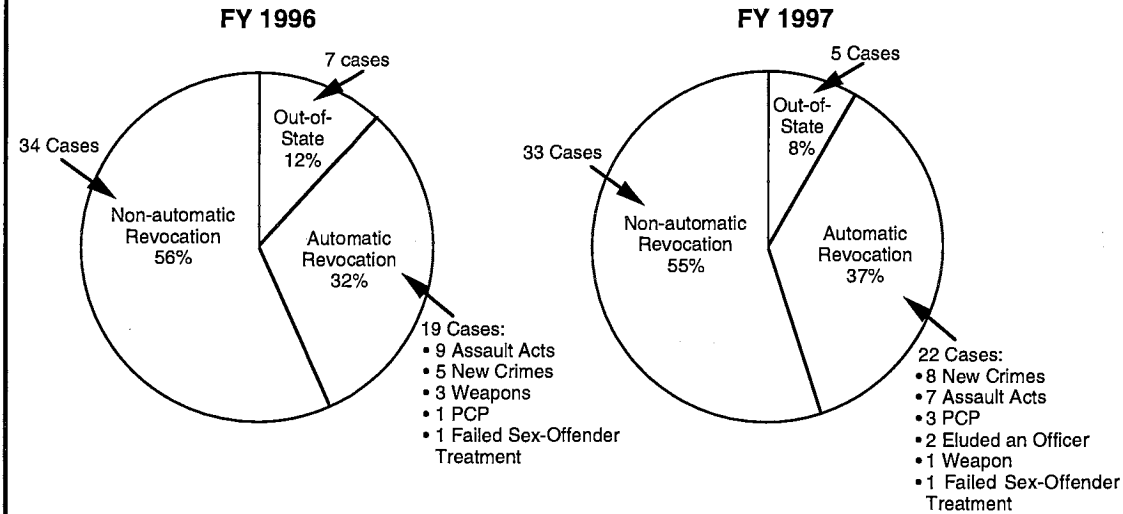 FY 1996
7 cases
Out-of-
State
12%
34 Cases
Non-automatic
Revocation
56%
Automatic
Revocation
32%
19 Cases:
• 9 Assault Acts
• 5 New Crimes
• 3 Weapons
• 1 PCP
• 1 Failed Sex-Offender
Treatment
FY 1997
5 Cases
Out-of-
State
8%
33 Cases
Non-automatic
Revocation
55%
Automatic
Revocation
37%
22 Cases:
• 8 New Crimes
• 7 Assault Acts
• 3 PCP
• 2 Eluded an Officer
• 1 Weapon
• 1 Failed Sex-Offender
Treatment